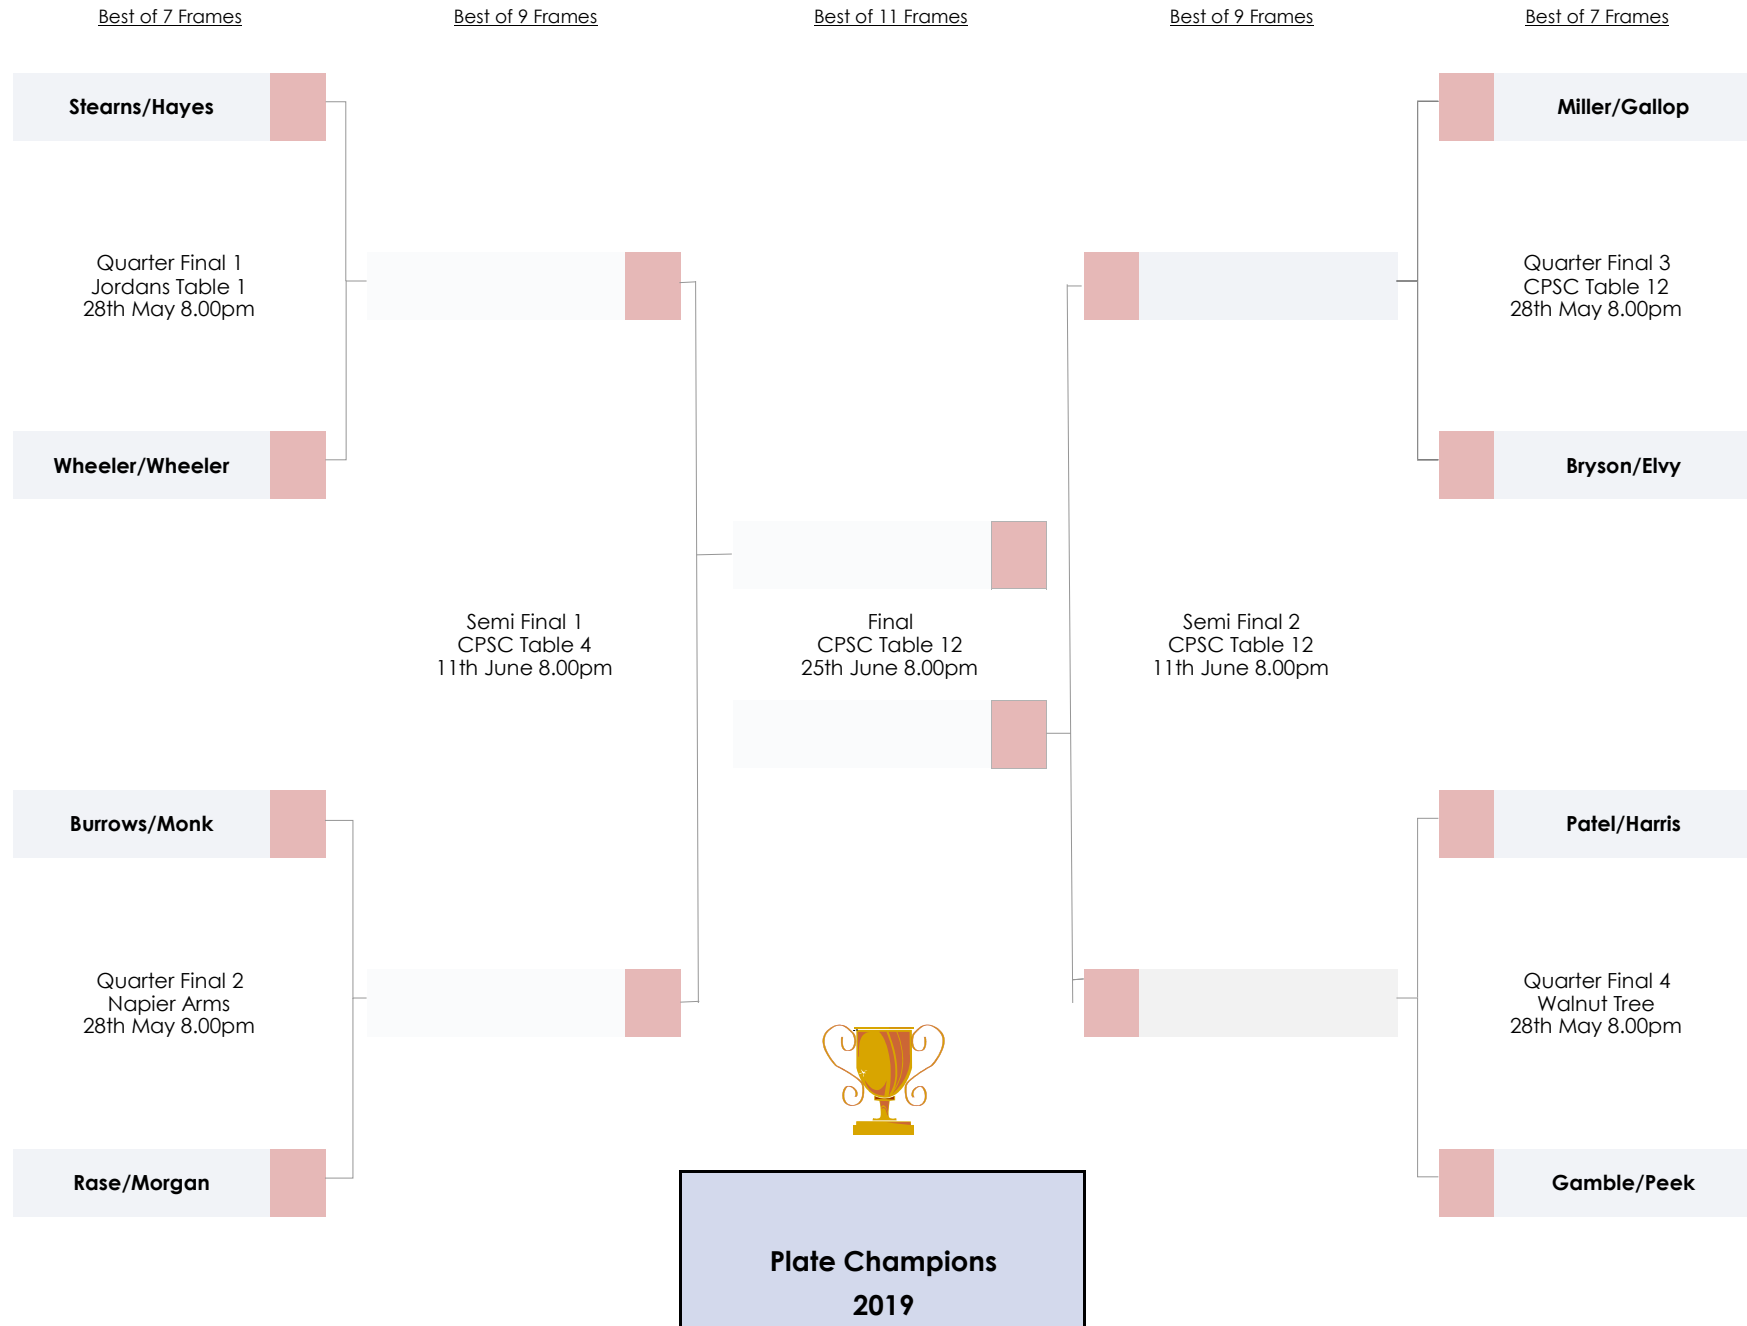 Best of 7 Frames
Best of 9 Frames
Best of 11 Frames
Best of 9 Frames
Best of 7 Frames
Stearns/Hayes
Miller/Gallop
Quarter Final 1
Jordans Table 1
28th May 8.00pm
Quarter Final 3
CPSC Table 12
28th May 8.00pm
Wheeler/Wheeler
Bryson/Elvy
Semi Final 1
CPSC Table 4
11th June 8.00pm
Final
CPSC Table 12
25th June 8.00pm
Semi Final 2
CPSC Table 12
11th June 8.00pm
Burrows/Monk
Patel/Harris
Quarter Final 2
Napier Arms
28th May 8.00pm
Quarter Final 4
Walnut Tree
28th May 8.00pm
Rase/Morgan
Gamble/Peek
Plate Champions
2019